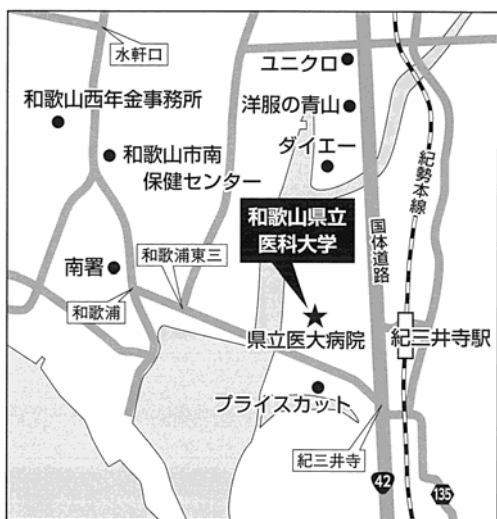 水軒口
ユニクロ
和歌山西年金事務所
洋服の青山
ダイエー
和歌山市南
保健センター
紀勢本線
和歌山県立
医科大学
国体道路
和歌浦東三
南署
和歌浦
県立医大病院
紀三井寺駅
プライスカット
紀三井寺
42
135